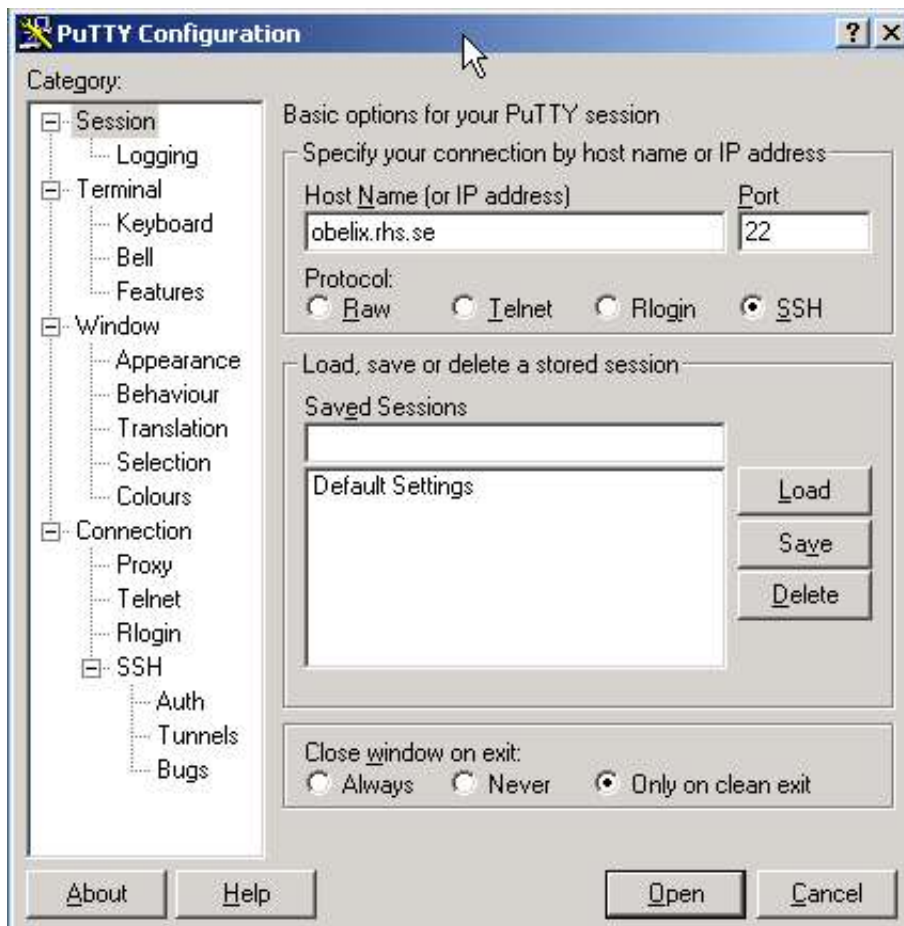 PuTTY Configuration
Category:
Session
Logging
Terminal
Keyboard
Bell
Features
Window
Appearance
Behaviour
Translation
Selection
Colours
Connection
Proxy
Telnet
Rlogin
SSH
Auth
Tunnels
Bugs
Basic options for your PuTTY session
Specify your connection by host name or IP address
Host Name (or IP address) Port
obelix.rhs.se 22
Protocol:
Raw Telnet Rlogin SSH
Load, save or delete a stored session
Saved Sessions
Default Settings
Load
Save
Delete
Close window on exit:
Always Never Only on clean exit
About Help Open Cancel